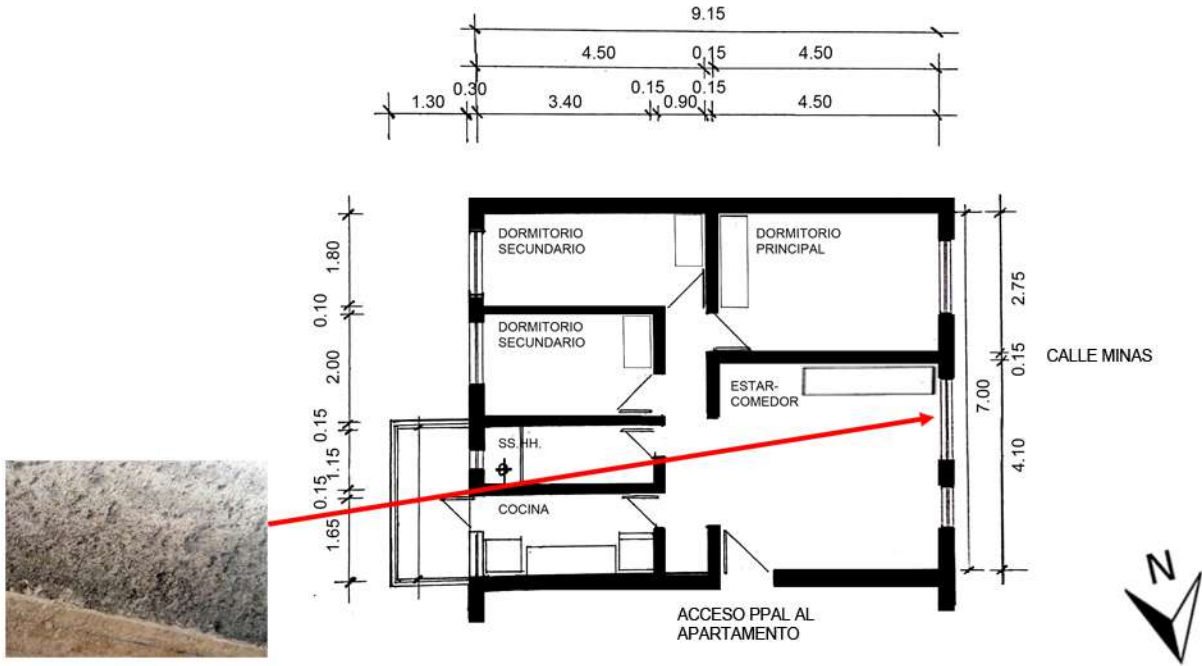 9.15
4.50 0.15 4.50
0.30 0.15 0.15
1.30 3.40 0.90 4.50
DORMITORIO
SECUNDARIO
DORMITORIO
PRINCIPAL
1.80
0.10
2.00
0.15
1.15
0.15
1.65
DORMITORIO
SECUNDARIO
ESTAR-
COMEDOR
SS.HH.
COCINA
2.75
0.15
4.10
7.00
CALLE MINAS
ACCESO PPAL AL
APARTAMENTO
N